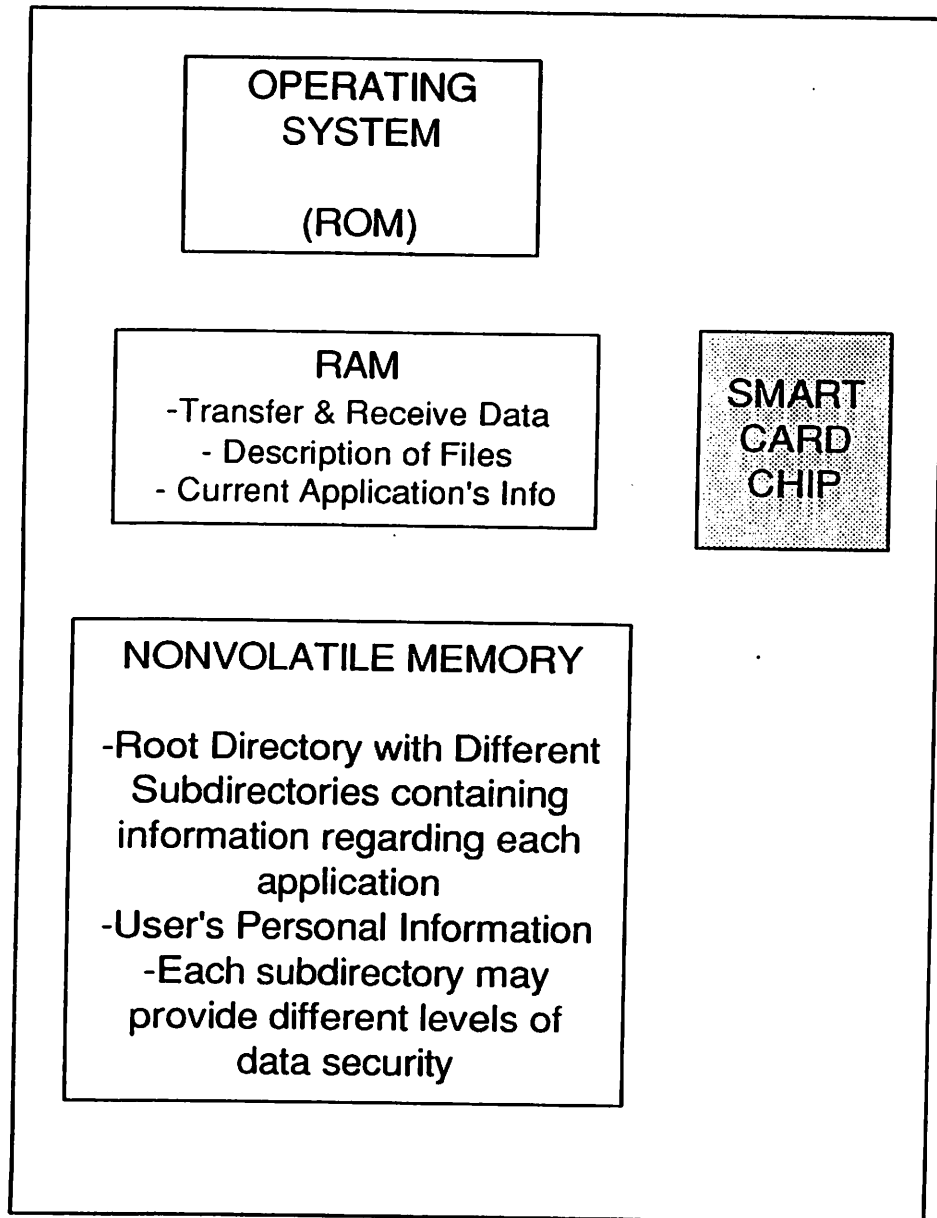 OPERATING
SYSTEM
(ROM)
RAM
-Transfer & Receive Data
- Description of Files
- Current Application's Info
SMART
CARD
CHIP
NONVOLATILE MEMORY
-Root Directory with Different
Subdirectories containing
information regarding each
application
-User's Personal Information
-Each subdirectory may
provide different levels of
data security